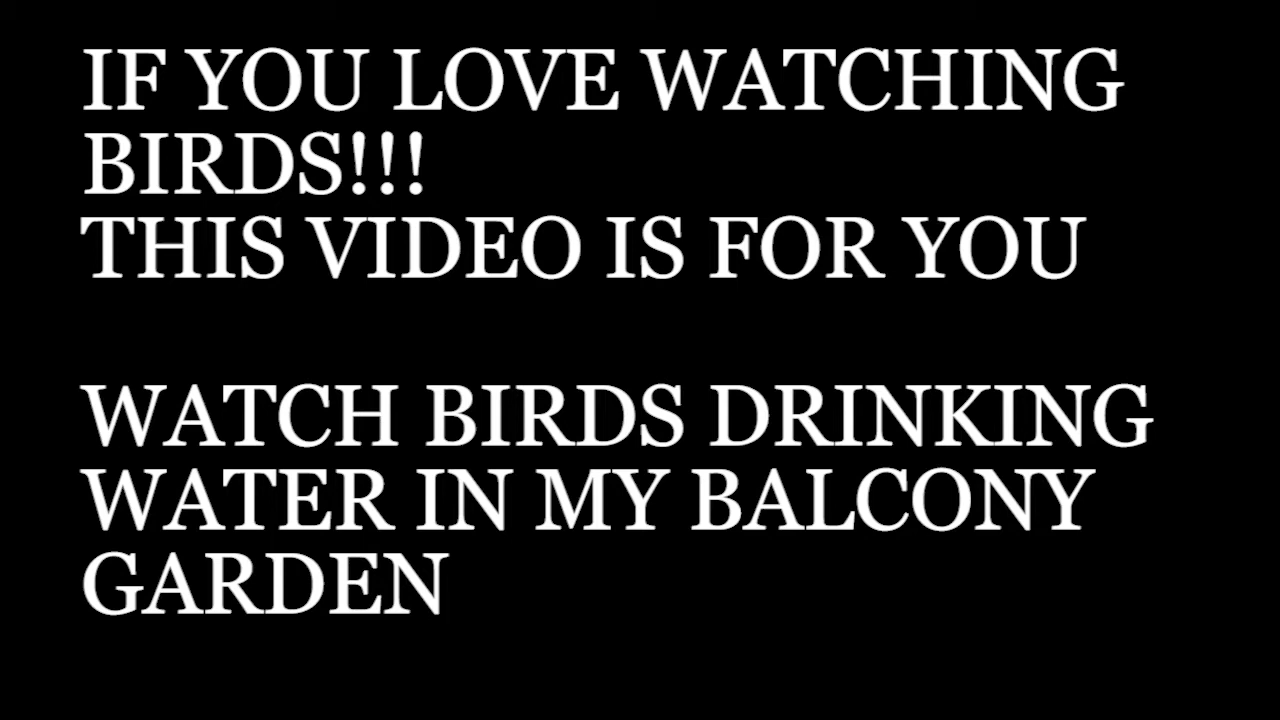 IF YOU LOVE WATCHING
BIRDS!!!
THIS VIDEO IS FOR YOU
WATCH BIRDS DRINKING
WATER IN MY BALCONY
GARDEN